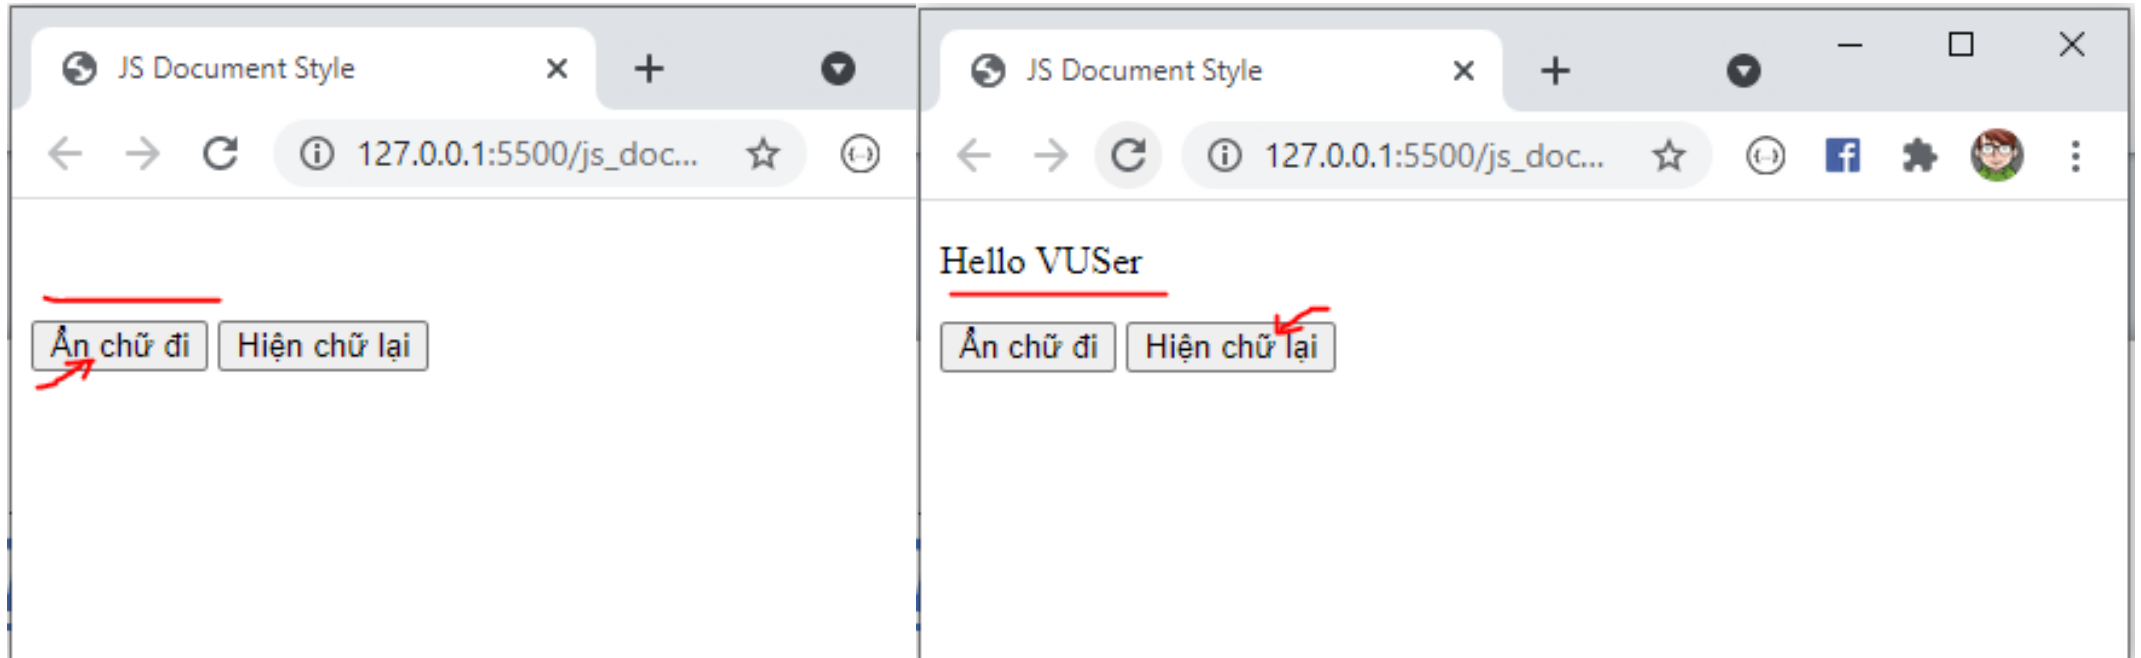 JS Document Style
127.0.0.1:5500/js_doc...
Ẩn chữ đi Hiện chữ lại
JS Document Style
127.0.0.1:5500/js_doc...
Hello VUSer
Ẩn chữ đi Hiện chữ lại